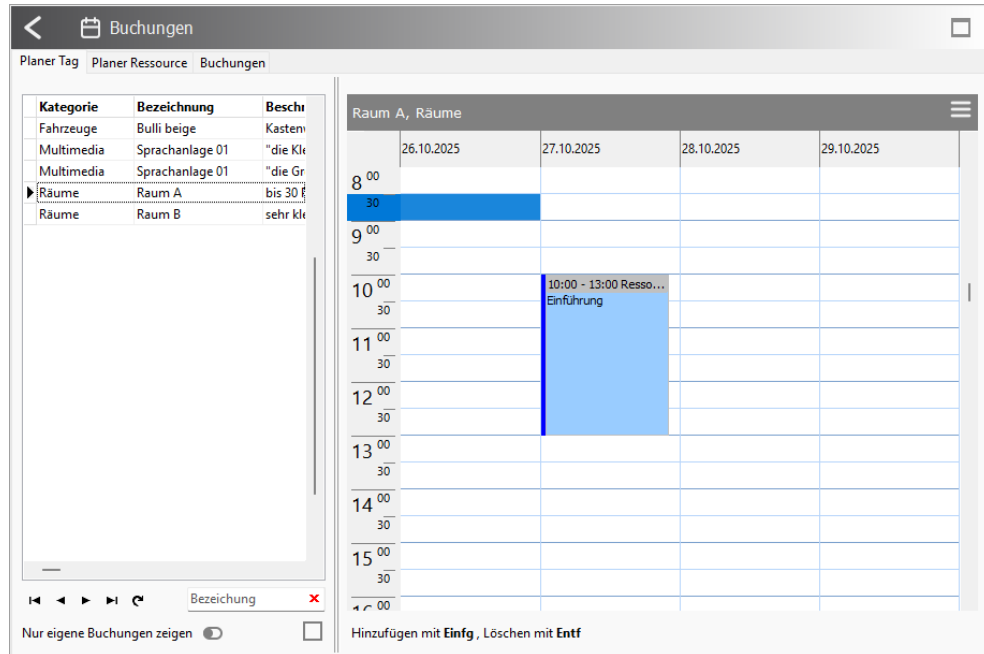 Buchungen
Planer Tag Planer Ressource Buchungen
Kategorie Bezeichnung
Fahrzeuge Bulli beige
Multimedia Sprachanlage 01 "die
Multimedia Sprachanlage 01 "die
Räume Raum A bis 30
Räume Raum B sehr
Bezeichung
Nur eigene Buchungen zeigen
Raum A, Räume
26.10.2025 27.10.2025 28.10.2025 29.10.2025
8 00
30
9 00
30
10 00
30
11 00
30
12 00
30
13 00
30
14 00
30
15 00
30
00
10:00 - 13:00 Resso...
Einführung
Hinzufügen mit Einfg , Löschen mit Entf